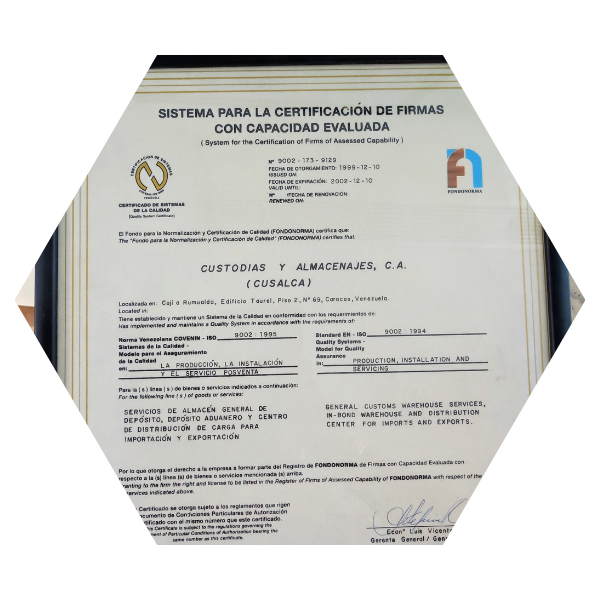 SISTEMA PARA LA CERTIFICACIÓN DE FIRMAS
CON CAPACIDAD EVALUADA
( System for the Certification of Firms of Assessed Capability )
Nº 9002-173-9129
FECHA DE OTORGAMIENTO: 1999-12-10
ISSUED ON:
FECHA DE EXPIRACIÓN: 2002-12-10
VALID UNTIL:
Nº /FECHA DE RENOVACIÓN:
RENEWED ON:
CERTIFICACIÓN DE SISTEMAS
VENEZUELA
CERTIFICADO DE SISTEMAS
DE LA CALIDAD
(Quality System Certificate)
FONDONORMA
El Fondo para la Normalización y Certificación de Calidad (FONDONORMA) certifica que:
The "Fondo para la Normalización y Certificación de Calidad" (FONDONORMA) certifies that:
CUSTODIAS Y ALMACENAJES, C.A.
(CUSALCA)
Localizada en: Cují a Romualdo, Edificio Taurel, Piso 2, Nº 69, Caracas, Venezuela.
Located in:
Tiene establecido y mantiene un Sistema de la Calidad en conformidad con los requerimientos de:
Has implemented and maintains a Quality System in accordance with the requirements of:
Norma Venezolana COVENIN - ISO 9002:1995
Sistemas de la Calidad -
Modelo para el Aseguramiento
de la Calidad
en: LA PRODUCCIÓN, LA INSTALACIÓN
Y EL SERVICIO POSVENTA
Standard EN - ISO 9002:1994
Quality Systems -
Model for Quality
Assurance
in: PRODUCTION, INSTALLATION AND
SERVICING
Para la (s) línea (s) de bienes o servicios indicados a continuación:
For the following line (s) of goods or services:
SERVICIOS DE ALMACÉN GENERAL DE
DEPÓSITO, DEPÓSITO ADUANERO Y CENTRO
DE DISTRIBUCIÓN DE CARGA PARA
IMPORTACIÓN Y EXPORTACIÓN
GENERAL CUSTOMS WAREHOUSE SERVICES,
IN-BOND WAREHOUSE AND DISTRIBUTION
CENTER FOR IMPORTS AND EXPORTS.
Por lo que otorga el derecho a la empresa a formar parte del Registro de FONDONORMA de Firmas con Capacidad Evaluada con
respecto a la (s) línea (s) de bienes o servicios mencionados (s) arriba.
granting to the firm the right and license to be listed in the Register of Firms of Assessed Capability of FONDONORMA with respect of the
services indicated above.
Certificado se otorga sujeto a los reglamentos que rigen
ocumento de Condiciones Particulares de Autorización
tificado con el mismo número que este certificado.
This Certificate is subject to the regulations governing the
ment of Particular Conditions of Authorization bearing the
same number as this certificate.
Econº Luis Vicent
Gerente General / Gen